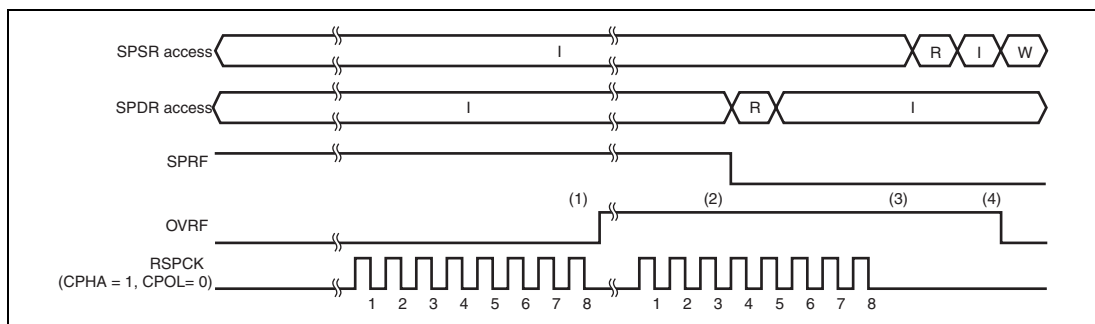 SPSR access I R I W
SPDR access I R I
SPRF
(1) (2) (3) (4)
OVRF
RSPCK
(CPHA = 1, CPOL= 0)
1 2 3 4 5 6 7 8 1 2 3 4 5 6 7 8